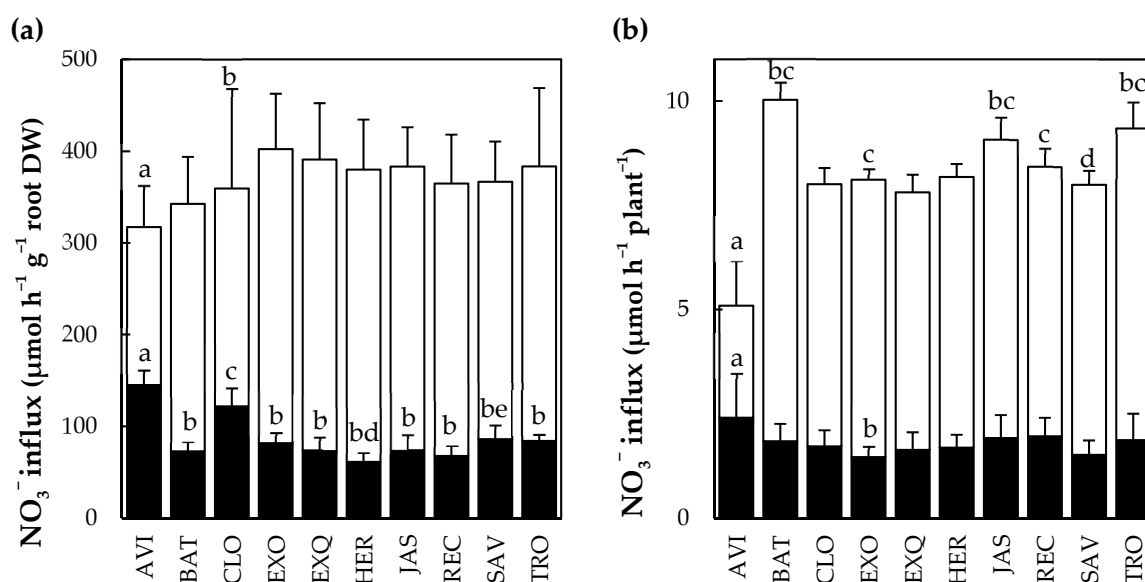 (a)
NO₃⁻ influx (µmol h⁻¹ g⁻¹ root DW)
500
400
300
200
100
0
b
a
a
b
c
b
b
bd
b
b
be
b
AVI
BAT
CLO
EXO
EXQ
HER
JAS
REC
SAV
TRO
(b)
NO₃⁻ influx (µmol h⁻¹ plant⁻¹)
10
5
0
bc
bc
bc
c
c
d
a
a
b
AVI
BAT
CLO
EXO
EXQ
HER
JAS
REC
SAV
TRO